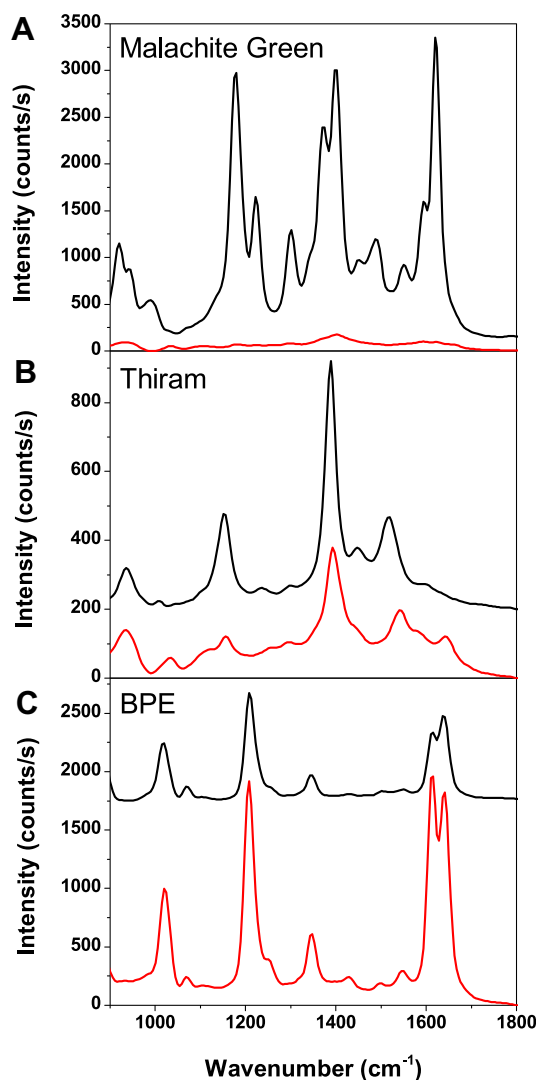 A
Malachite Green
3500
3000
2500
2000
1500
1000
500
0
Intensity (counts/s)
B
Thiram
800
600
400
200
0
Intensity (counts/s)
C
BPE
2500
2000
1500
1000
500
0
Intensity (counts/s)
1000 1200 1400 1600 1800
Wavenumber (cm⁻¹)